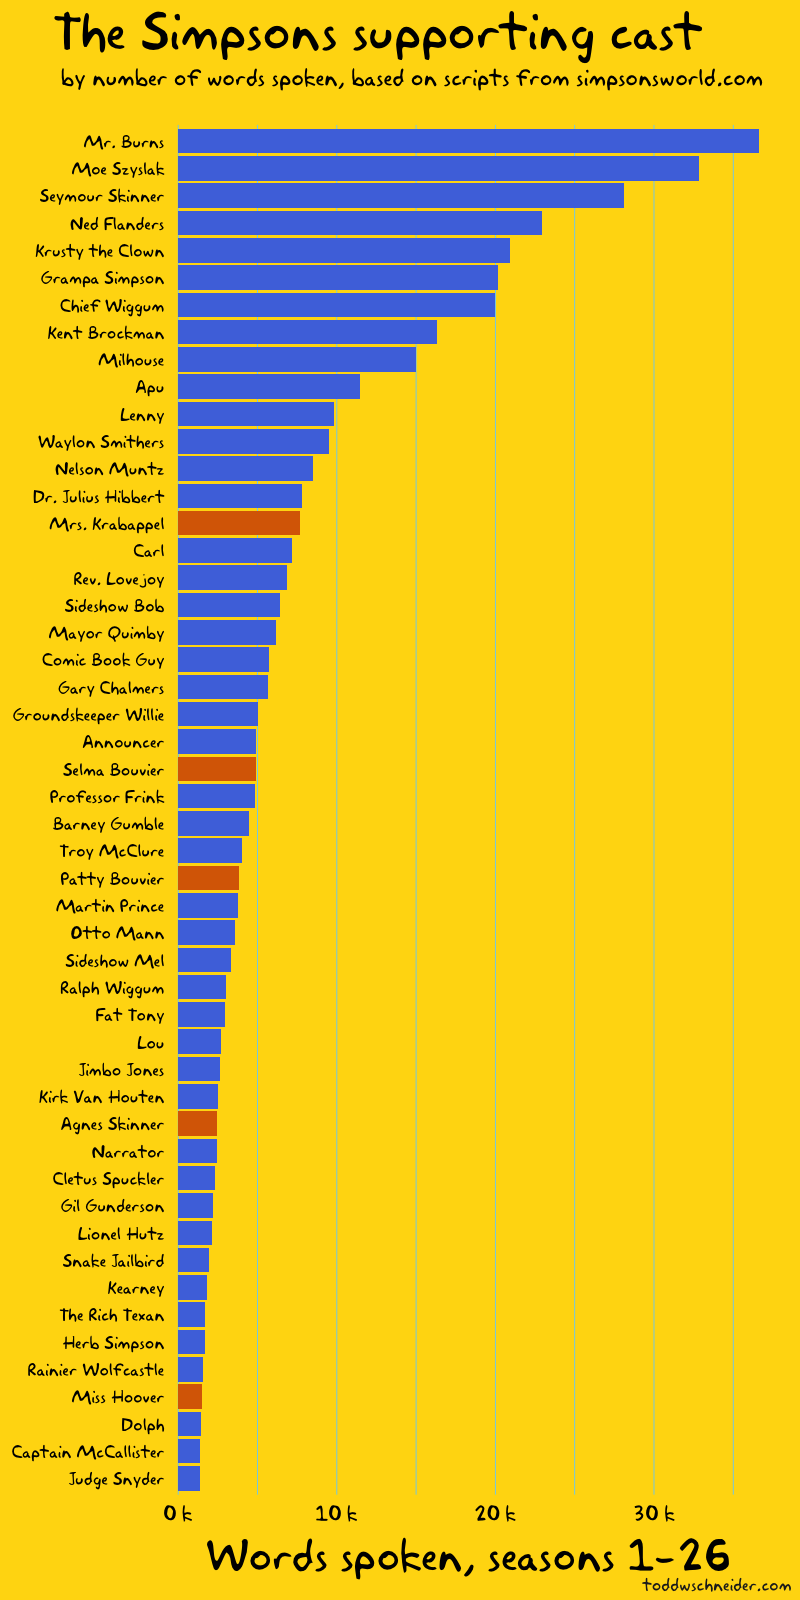 The Simpsons supporting cast
by number of words spoken, based on scripts from simpsonsworld.com
Mr. Burns
Moe Szyslak
Seymour Skinner
Ned Flanders
Krusty the Clown
Grampa Simpson
Chief Wiggum
Kent Brockman
Milhouse
Apu
Lenny
Waylon Smithers
Nelson Muntz
Dr. Julius Hibbert
Mrs. Krabappel
Carl
Rev. Lovejoy
Sideshow Bob
Mayor Quimby
Comic Book Guy
Gary Chalmers
Groundskeeper Willie
Announcer
Selma Bouvier
Professor Frink
Barney Gumble
Troy McClure
Patty Bouvier
Martin Prince
Otto Mann
Sideshow Mel
Ralph Wiggum
Fat Tony
Lou
Jimbo Jones
Kirk Van Houten
Agnes Skinner
Narrator
Cletus Spuckler
Gil Gunderson
Lionel Hutz
Snake Jailbird
Kearney
The Rich Texan
Herb Simpson
Rainier Wolfcastle
Miss Hoover
Dolph
Captain McCallister
Judge Snyder
0 k 10 k 20 k 30 k
Words spoken, seasons 1-26
toddwschneider.com